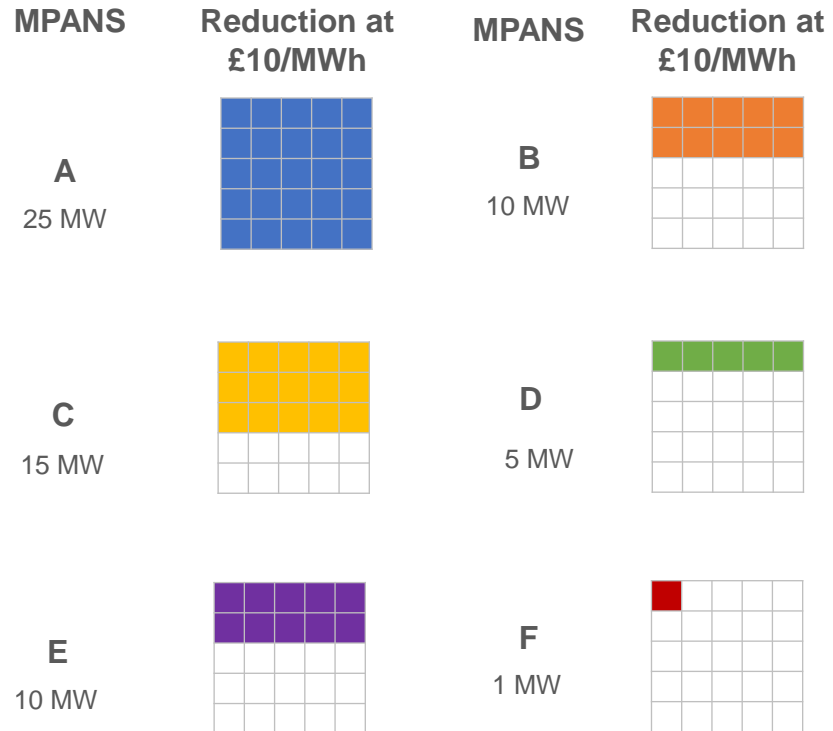 MPANS
Reduction at
£10/MWh
MPANS
Reduction at
£10/MWh
A
25 MW
B
10 MW
C
15 MW
D
5 MW
E
10 MW
F
1 MW